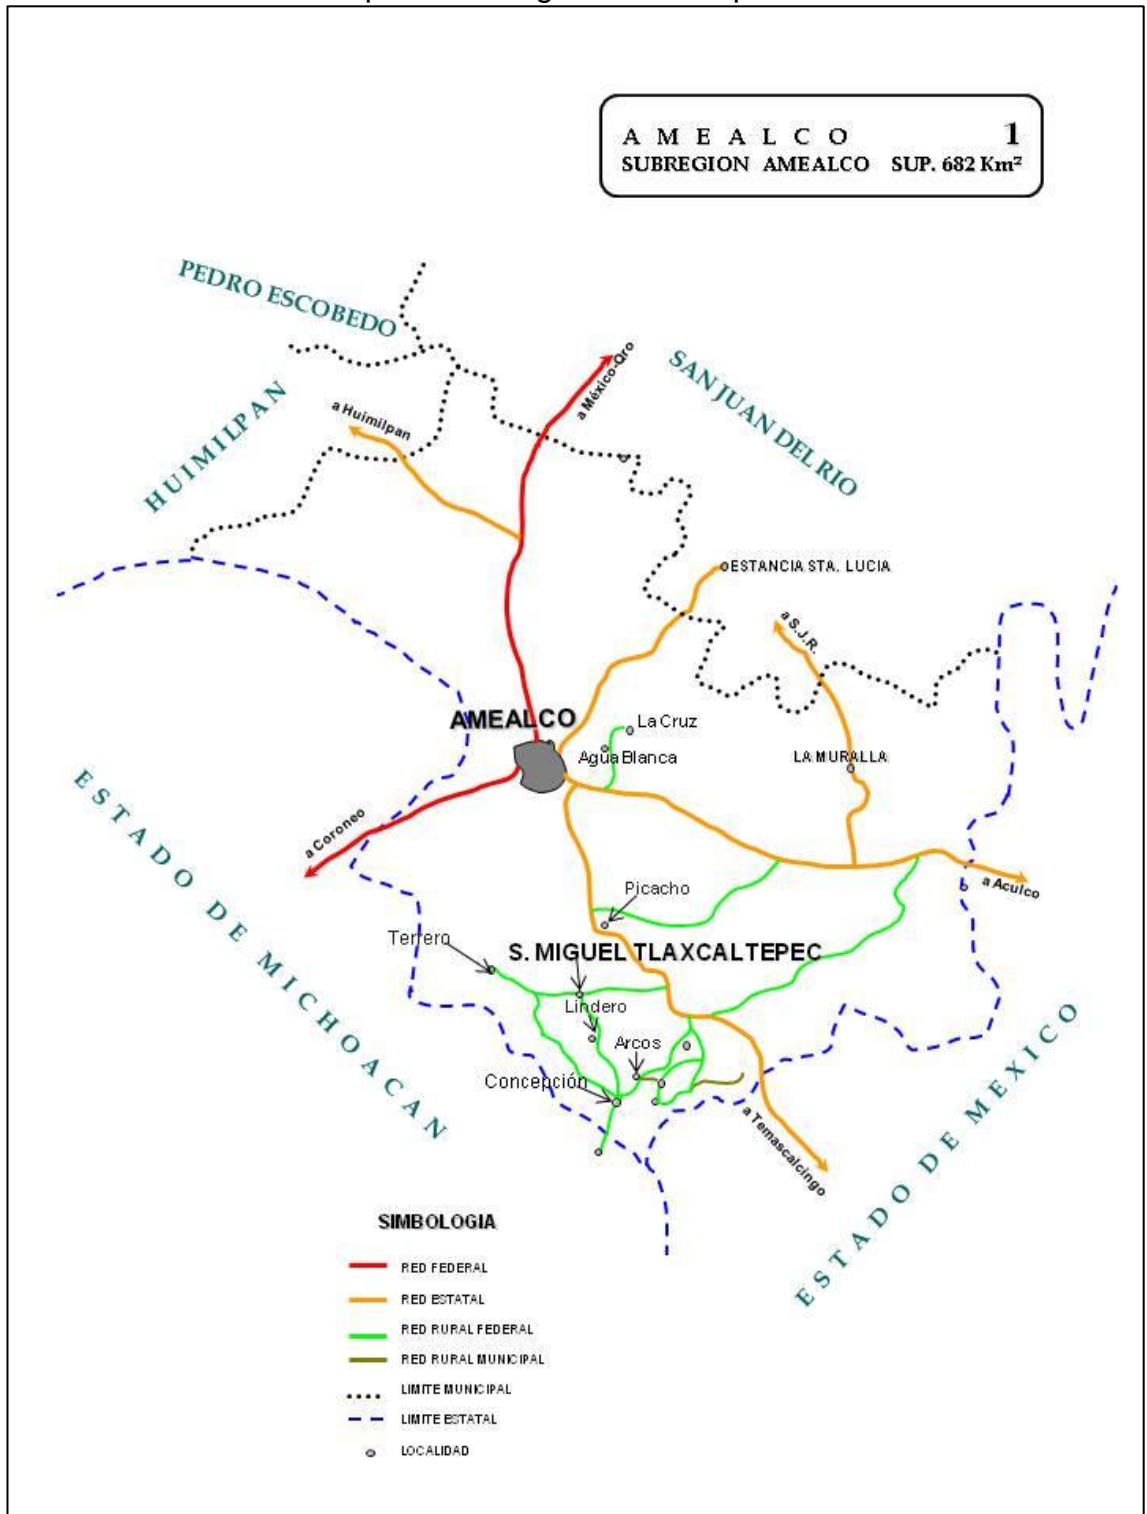 A M E A L C O 1
SUBREGION AMEALCO SUP. 682 Km²
PEDRO ESCOBEDO
HUIMILPAN
a Huimilpan
a México-Qro
SAN JUAN DEL RIO
ESTANCIA STA. LUCIA
a S.J.R.
AMEALCO
La Cruz
Agua Blanca
LA MURALLA
a Coroneo
ESTADO DE MICHOACAN
a Aculco
Picacho
Terrero
S. MIGUEL TLAXCALTEPEC
Lindero
Arcos
Concepción
a Temascalcingo
ESTADO DE MEXICO
SIMBOLOGIA
RED FEDERAL
RED ESTATAL
RED RURAL FEDERAL
RED RURAL MUNICIPAL
LIMITE MUNICIPAL
LIMITE ESTATAL
LOCALIDAD